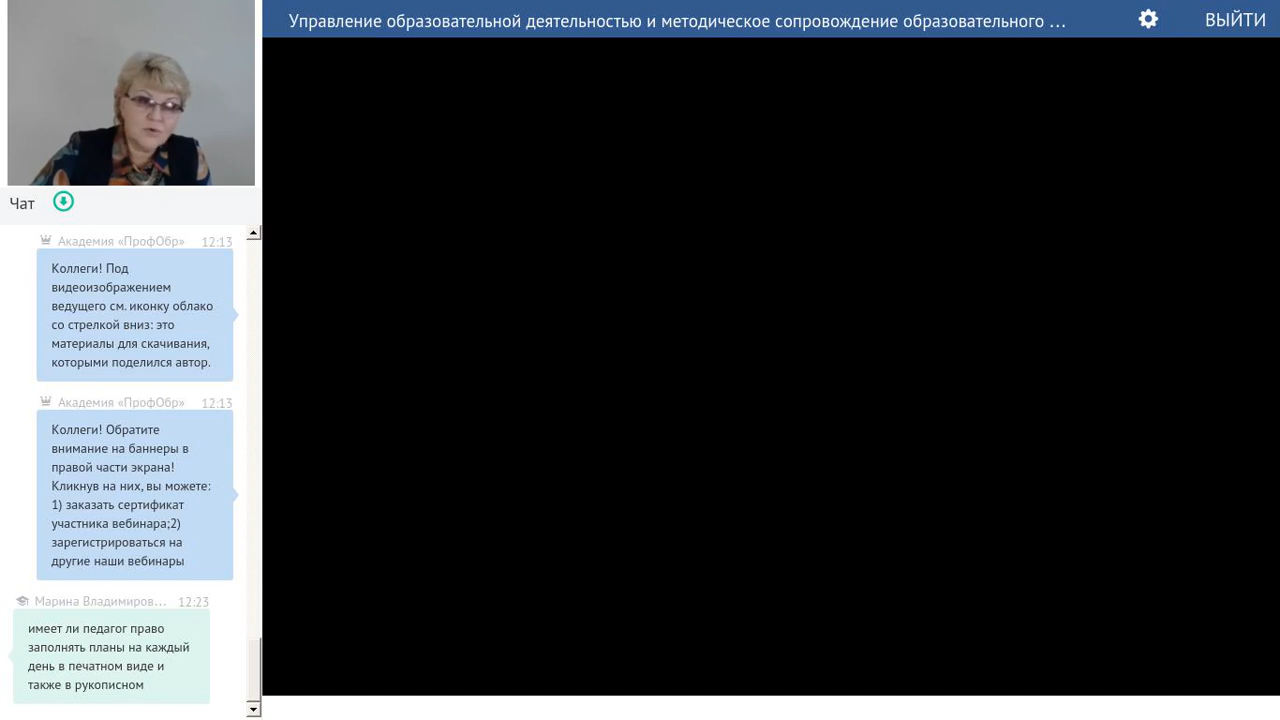 Управление образовательной деятельностью и методическое сопровождение образовательного ...
ВЫЙТИ
Чат
Академия «ПрофОбр» 12:13
Коллеги! Под
видеоизображением
ведущего см. иконку облако
со стрелкой вниз: это
материалы для скачивания,
которыми поделился автор.
Академия «ПрофОбр» 12:13
Коллеги! Обратите
внимание на баннеры в
правой части экрана!
Кликнув на них, вы можете:
1) заказать сертификат
участника вебинара;2)
зарегистрироваться на
другие наши вебинары
Марина Владимиров... 12:23
имеет ли педагог право
заполнять планы на каждый
день в печатном виде и
также в рукописном